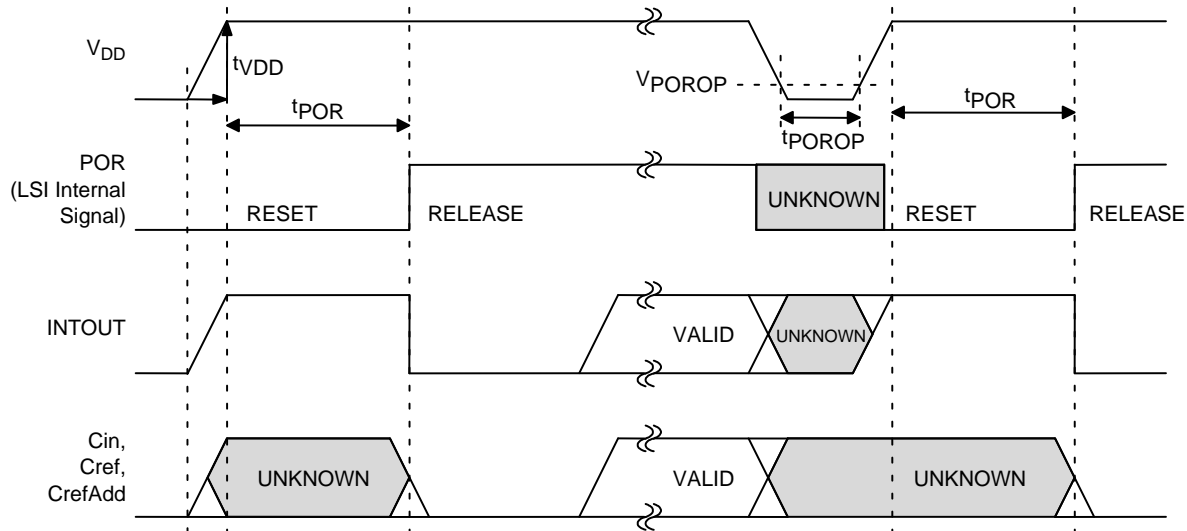 VDD
tVDD
tPOR
VPOROP
tPOROP
tPOR
POR
(LSI Internal
Signal)
RESET
RELEASE
UNKNOWN
RESET
RELEASE
INTOUT
VALID
UNKNOWN
Cin,
Cref,
CrefAdd
UNKNOWN
VALID
UNKNOWN